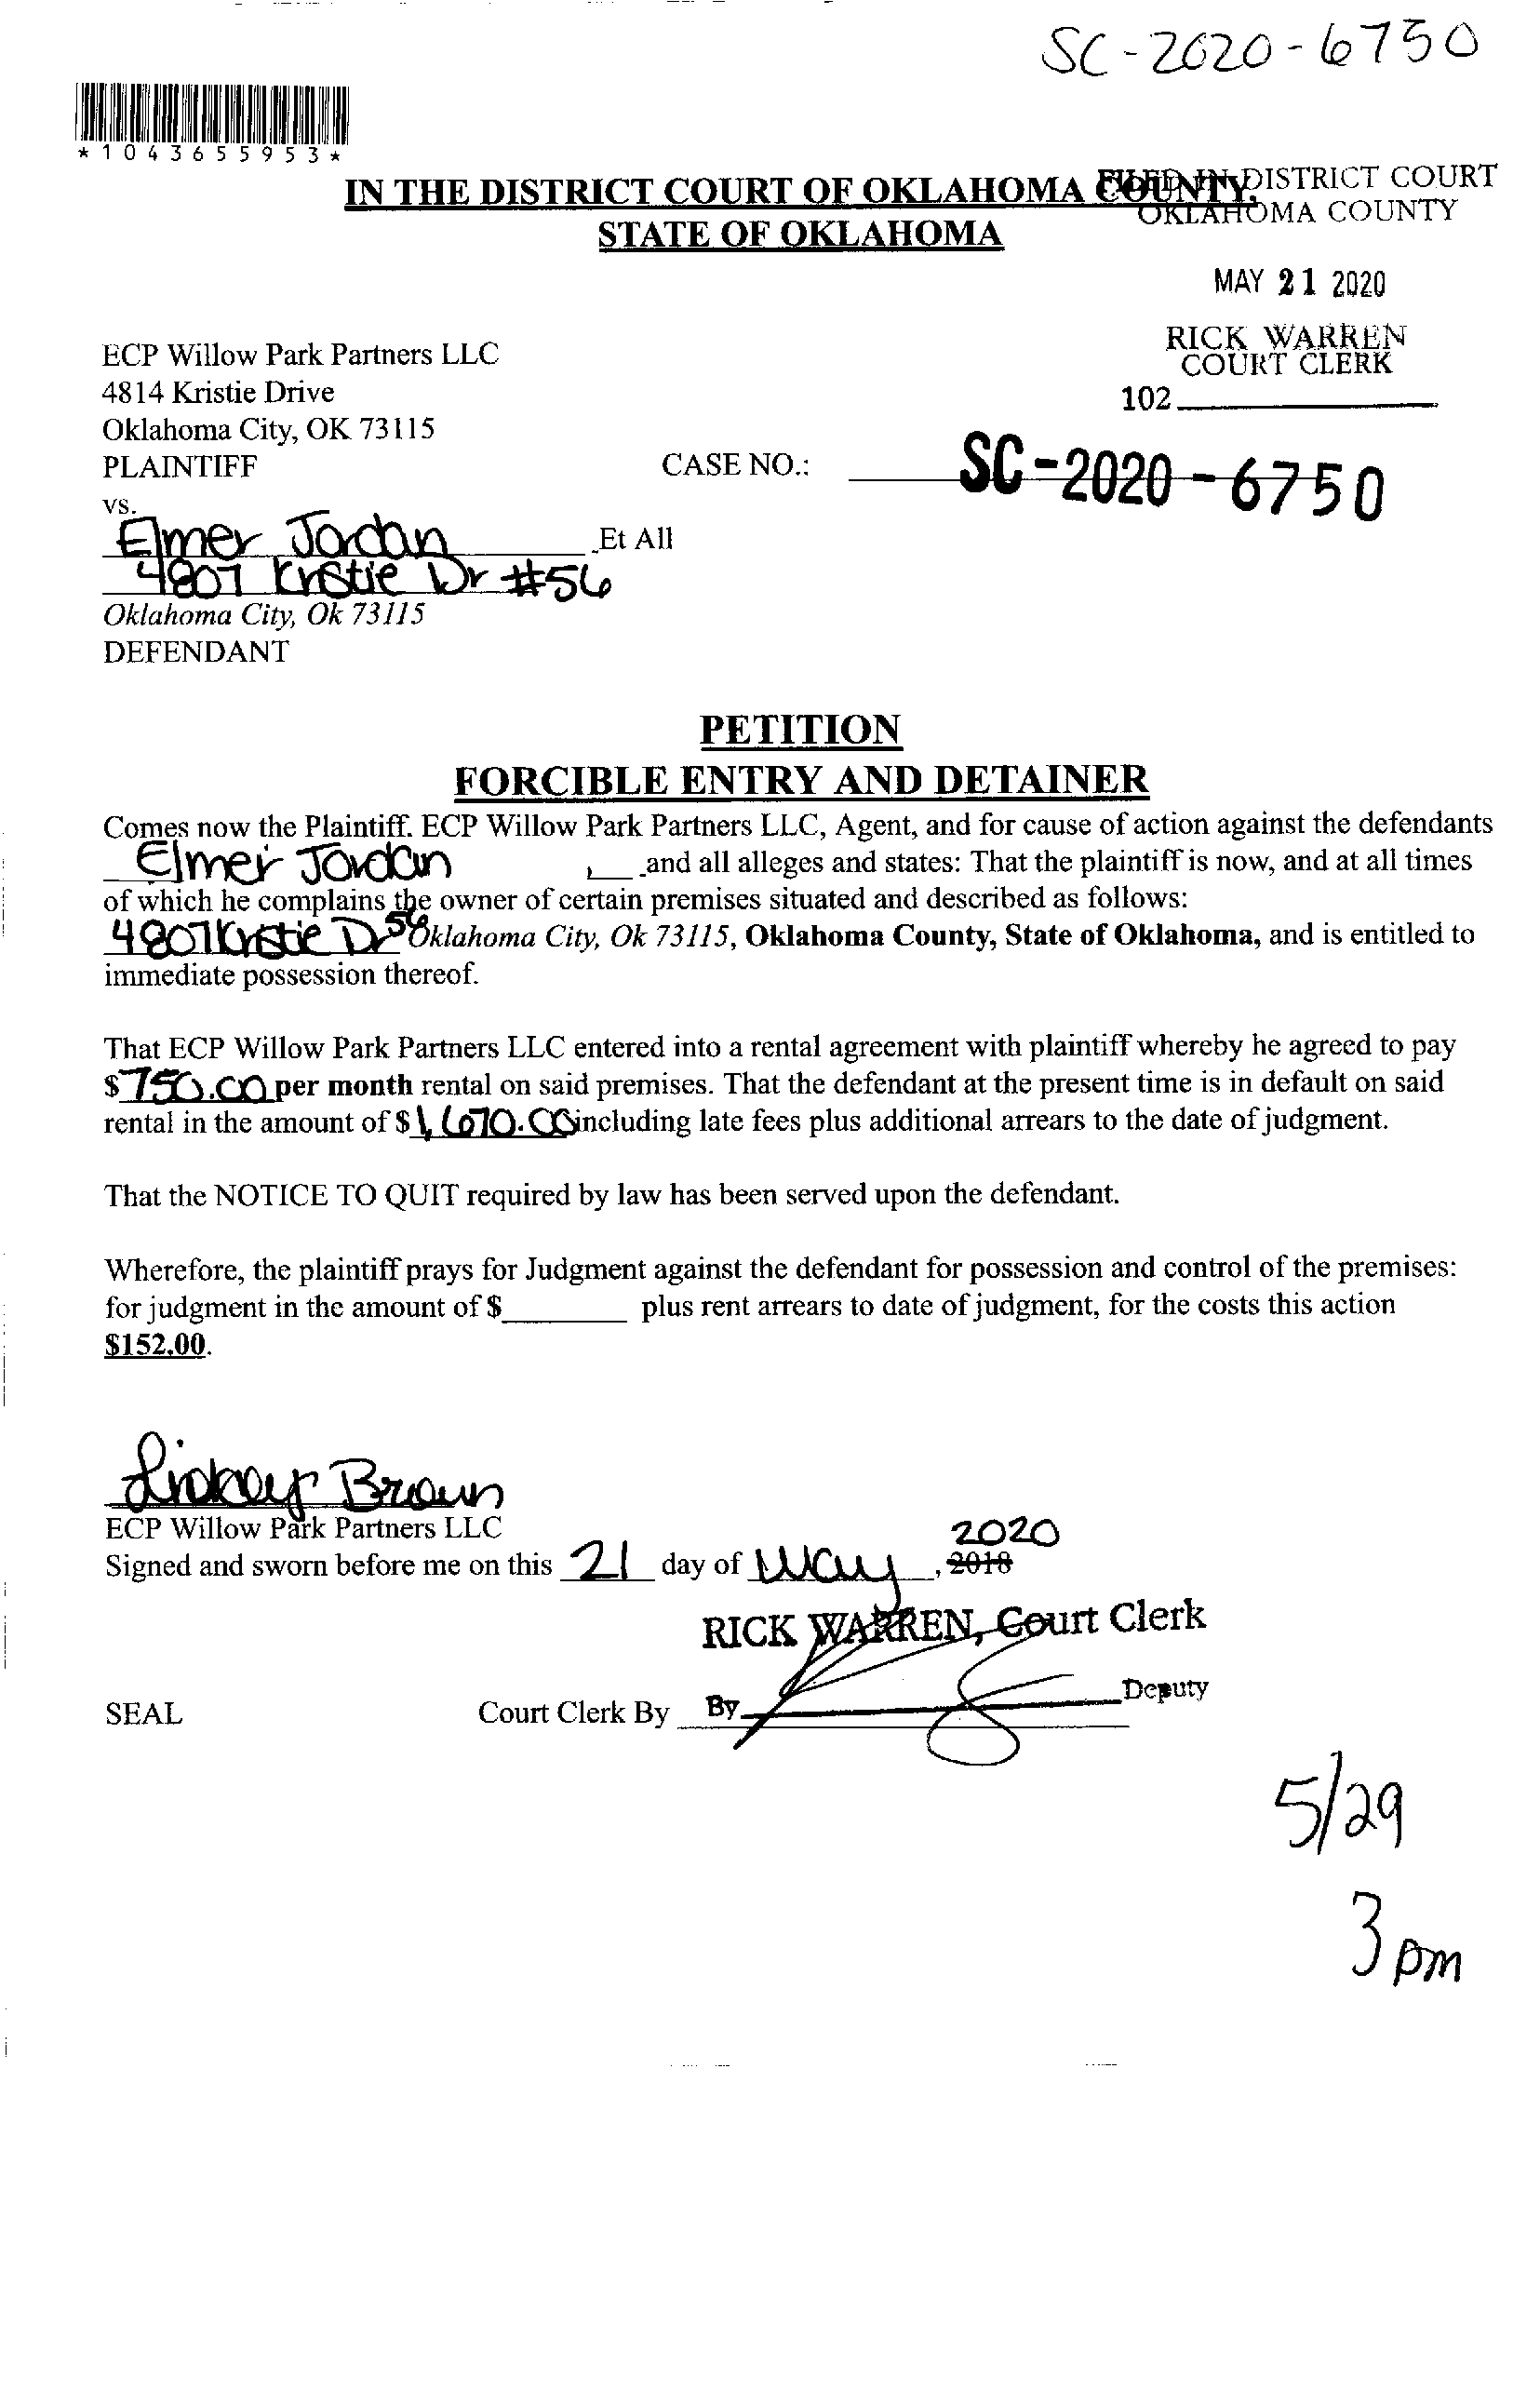 SC-2020-6750
*1043655953*
IN THE DISTRICT COURT OF OKLAHOMA COUNTY,
STATE OF OKLAHOMA
FILED IN DISTRICT COURT
OKLAHOMA COUNTY
MAY 21 2020
RICK WARREN
COURT CLERK
102
ECP Willow Park Partners LLC
4814 Kristie Drive
Oklahoma City, OK 73115
PLAINTIFF
CASE NO.: SC-2020-6750
vs.
Elmer Jordan ,Et All
4807 Kristie Dr #56
Oklahoma City, Ok 73115
DEFENDANT
PETITION
FORCIBLE ENTRY AND DETAINER
Comes now the Plaintiff. ECP Willow Park Partners LLC, Agent, and for cause of action against the defendants
Elmer Jordan , .and all alleges and states: That the plaintiff is now, and at all times
of which he complains the owner of certain premises situated and described as follows:
4807 Kristie Dr 56 Oklahoma City, Ok 73115, Oklahoma County, State of Oklahoma, and is entitled to
immediate possession thereof.
That ECP Willow Park Partners LLC entered into a rental agreement with plaintiff whereby he agreed to pay
$750.00 per month rental on said premises. That the defendant at the present time is in default on said
rental in the amount of $1,670.00 including late fees plus additional arrears to the date of judgment.
That the NOTICE TO QUIT required by law has been served upon the defendant.
Wherefore, the plaintiff prays for Judgment against the defendant for possession and control of the premises:
for judgment in the amount of $ plus rent arrears to date of judgment, for the costs this action
$152.00.
Lindsey Brown
ECP Willow Park Partners LLC
2020
Signed and sworn before me on this 21 day of May, 2018
RICK WARREN, Court Clerk
SEAL Court Clerk By By Deputy
5/29
3 pm